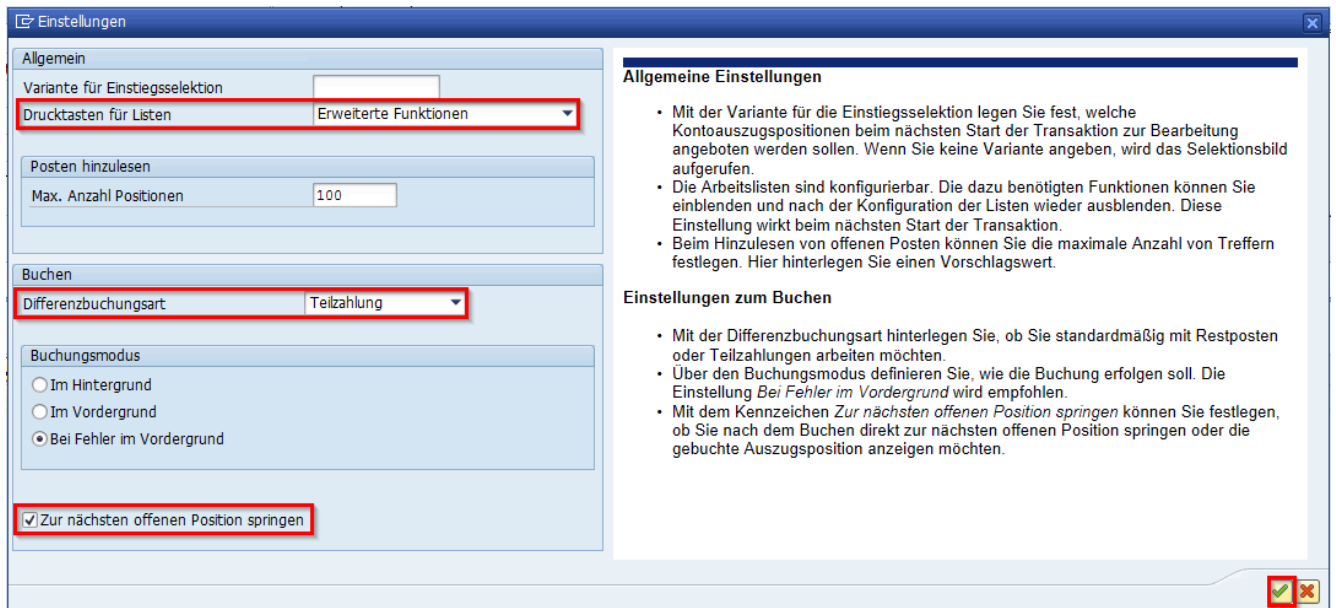 Einstellungen
Allgemein
Variante für Einstiegsselektion
Drucktasten für Listen Erweiterte Funktionen
Posten hinzulesen
Max. Anzahl Positionen 100
Buchen
Differenzbuchungsart Teilzahlung
Buchungsmodus
Im Hintergrund
Im Vordergrund
Bei Fehler im Vordergrund
Zur nächsten offenen Position springen
Allgemeine Einstellungen
• Mit der Variante für die Einstiegsselektion legen Sie fest, welche
Kontoauszugspositionen beim nächsten Start der Transaktion zur Bearbeitung
angeboten werden sollen. Wenn Sie keine Variante angeben, wird das Selektionsbild
aufgerufen.
• Die Arbeitslisten sind konfigurierbar. Die dazu benötigten Funktionen können Sie
einblenden und nach der Konfiguration der Listen wieder ausblenden. Diese
Einstellung wirkt beim nächsten Start der Transaktion.
• Beim Hinzulesen von offenen Posten können Sie die maximale Anzahl von Treffern
festlegen. Hier hinterlegen Sie einen Vorschlagswert.
Einstellungen zum Buchen
• Mit der Differenzbuchungsart hinterlegen Sie, ob Sie standardmäßig mit Restposten
oder Teilzahlungen arbeiten möchten.
• Über den Buchungsmodus definieren Sie, wie die Buchung erfolgen soll. Die
Einstellung Bei Fehler im Vordergrund wird empfohlen.
• Mit dem Kennzeichen Zur nächsten offenen Position springen können Sie festlegen,
ob Sie nach dem Buchen direkt zur nächsten offenen Position springen oder die
gebuchte Auszugsposition anzeigen möchten.